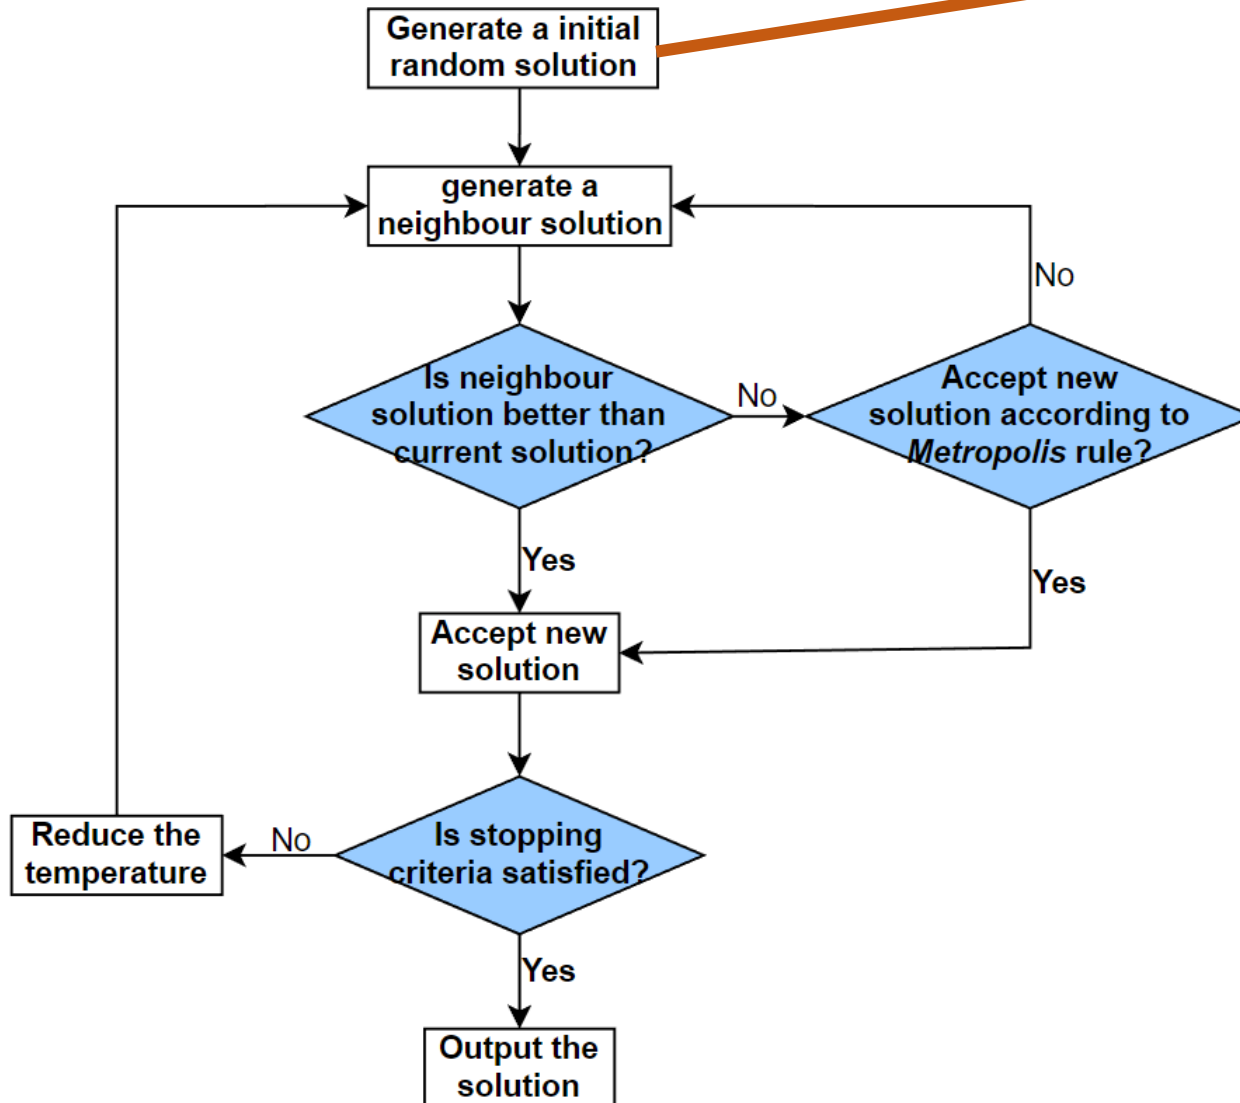 Generate a initial
random solution
generate a
neighbour solution
No
Is neighbour
solution better than
current solution?
No
Accept new
solution according to
Metropolis rule?
Yes
Yes
Accept new
solution
Reduce the
temperature
No
Is stopping
criteria satisfied?
Yes
Output the
solution